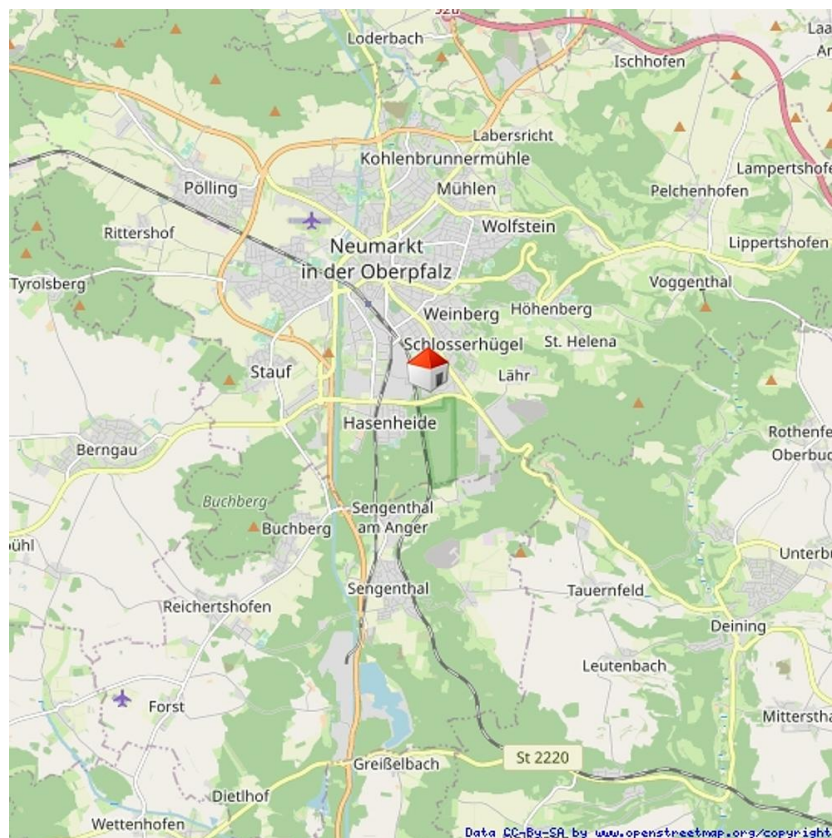 Loderbach
Ischhofen
Labersricht
Kohlenbrunnermühle
Mühlen
Pölling
Pelchenhofen
Wolfstein
Rittershof
Neumarkt
in der Oberpfalz
Lippertshofen
Tyrolsberg
Voggenthal
Weinberg
Höhenberg
Schlosserhügel
St. Helena
Stauf
Lähr
Hasenheide
Berngau
Buchberg
Sengenthal
am Anger
Buchberg
Sengenthal
Tauernfeld
Reichertshofen
Deining
Leutenbach
Forst
St 2220
Greißelbach
Dietlhof
Wettenhofen
Data CC-By-SA by www.openstreetmap.org/copyright